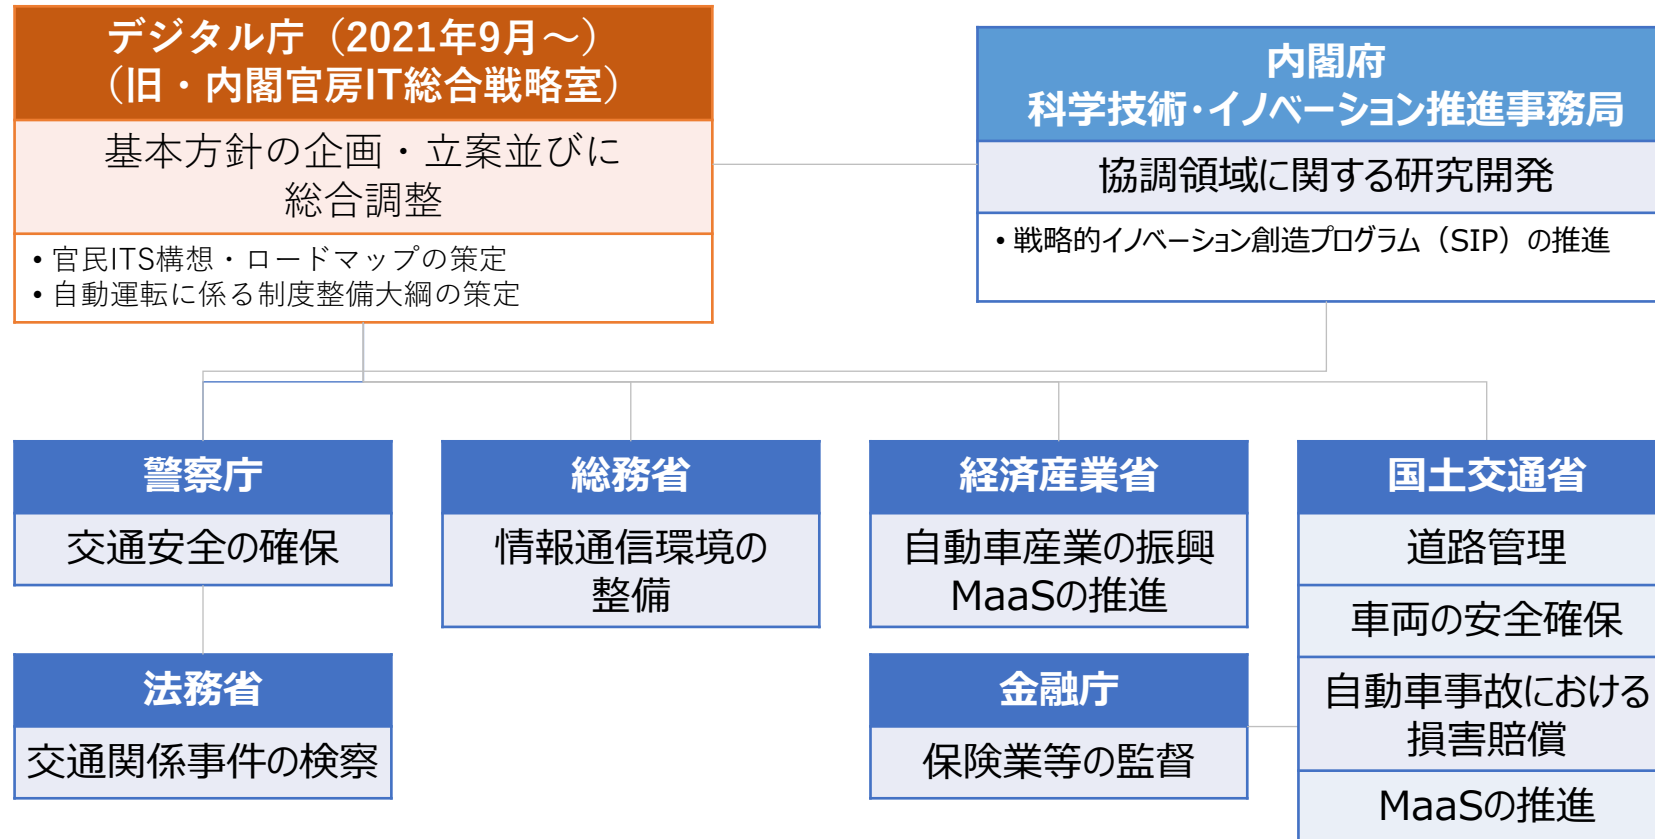 デジタル庁（2021年9月～）
（旧・内閣官房IT総合戦略室）
基本方針の企画・立案並びに
総合調整
• 官民ITS構想・ロードマップの策定
• 自動運転に係る制度整備大綱の策定
内閣府
科学技術・イノベーション推進事務局
協調領域に関する研究開発
• 戦略的イノベーション創造プログラム（SIP）の推進
警察庁
交通安全の確保
法務省
交通関係事件の検察
総務省
情報通信環境の
整備
経済産業省
自動車産業の振興
MaaSの推進
金融庁
保険業等の監督
国土交通省
道路管理
車両の安全確保
自動車事故における
損害賠償
MaaSの推進